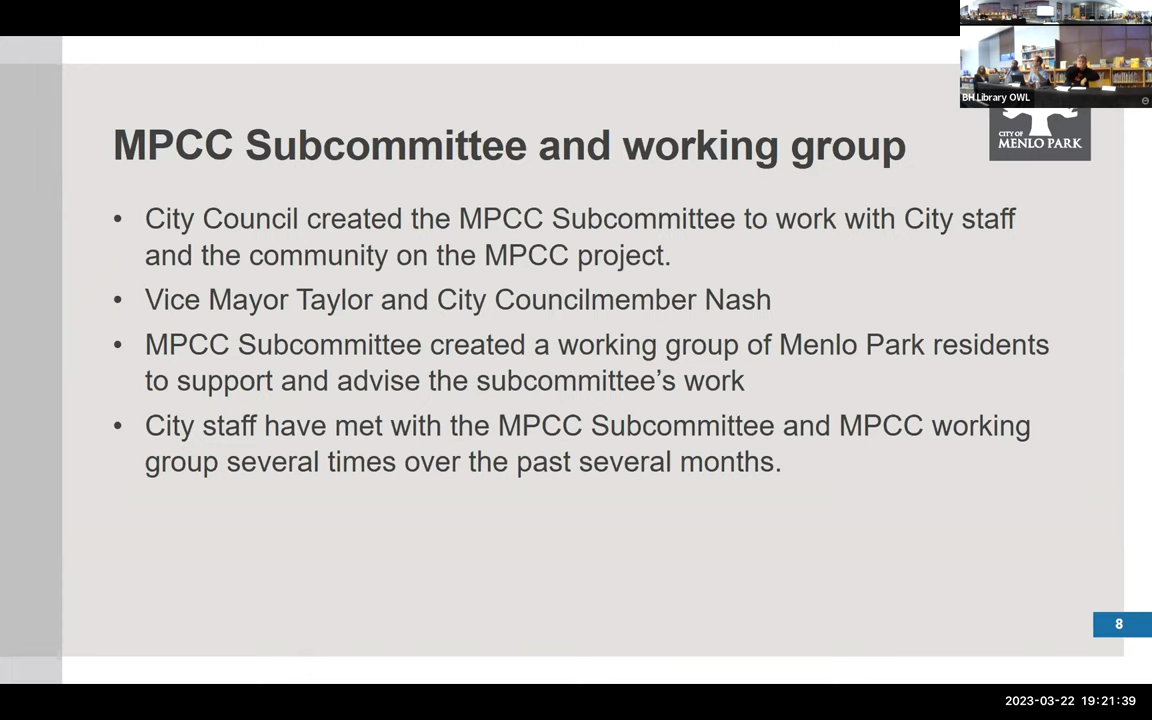 BH Library OWL
CITY OF
MENLO PARK
MPCC Subcommittee and working group
• City Council created the MPCC Subcommittee to work with City staff
and the community on the MPCC project.
• Vice Mayor Taylor and City Councilmember Nash
• MPCC Subcommittee created a working group of Menlo Park residents
to support and advise the subcommittee’s work
• City staff have met with the MPCC Subcommittee and MPCC working
group several times over the past several months.
8
2023-03-22 19:21:39